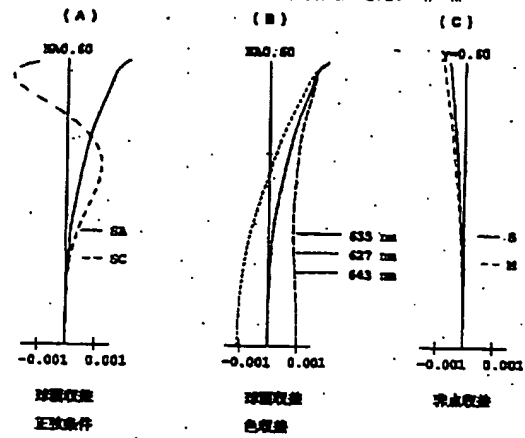 (A)
(B)
(C)
NA0.60
NA0.60
y=0.60
SA
SC
633 nm
627 nm
643 nm
S
M
-0.001 0.001
-0.001 0.001
-0.001 0.001
球面収差
正弦条件
球面収差
色収差
非点収差